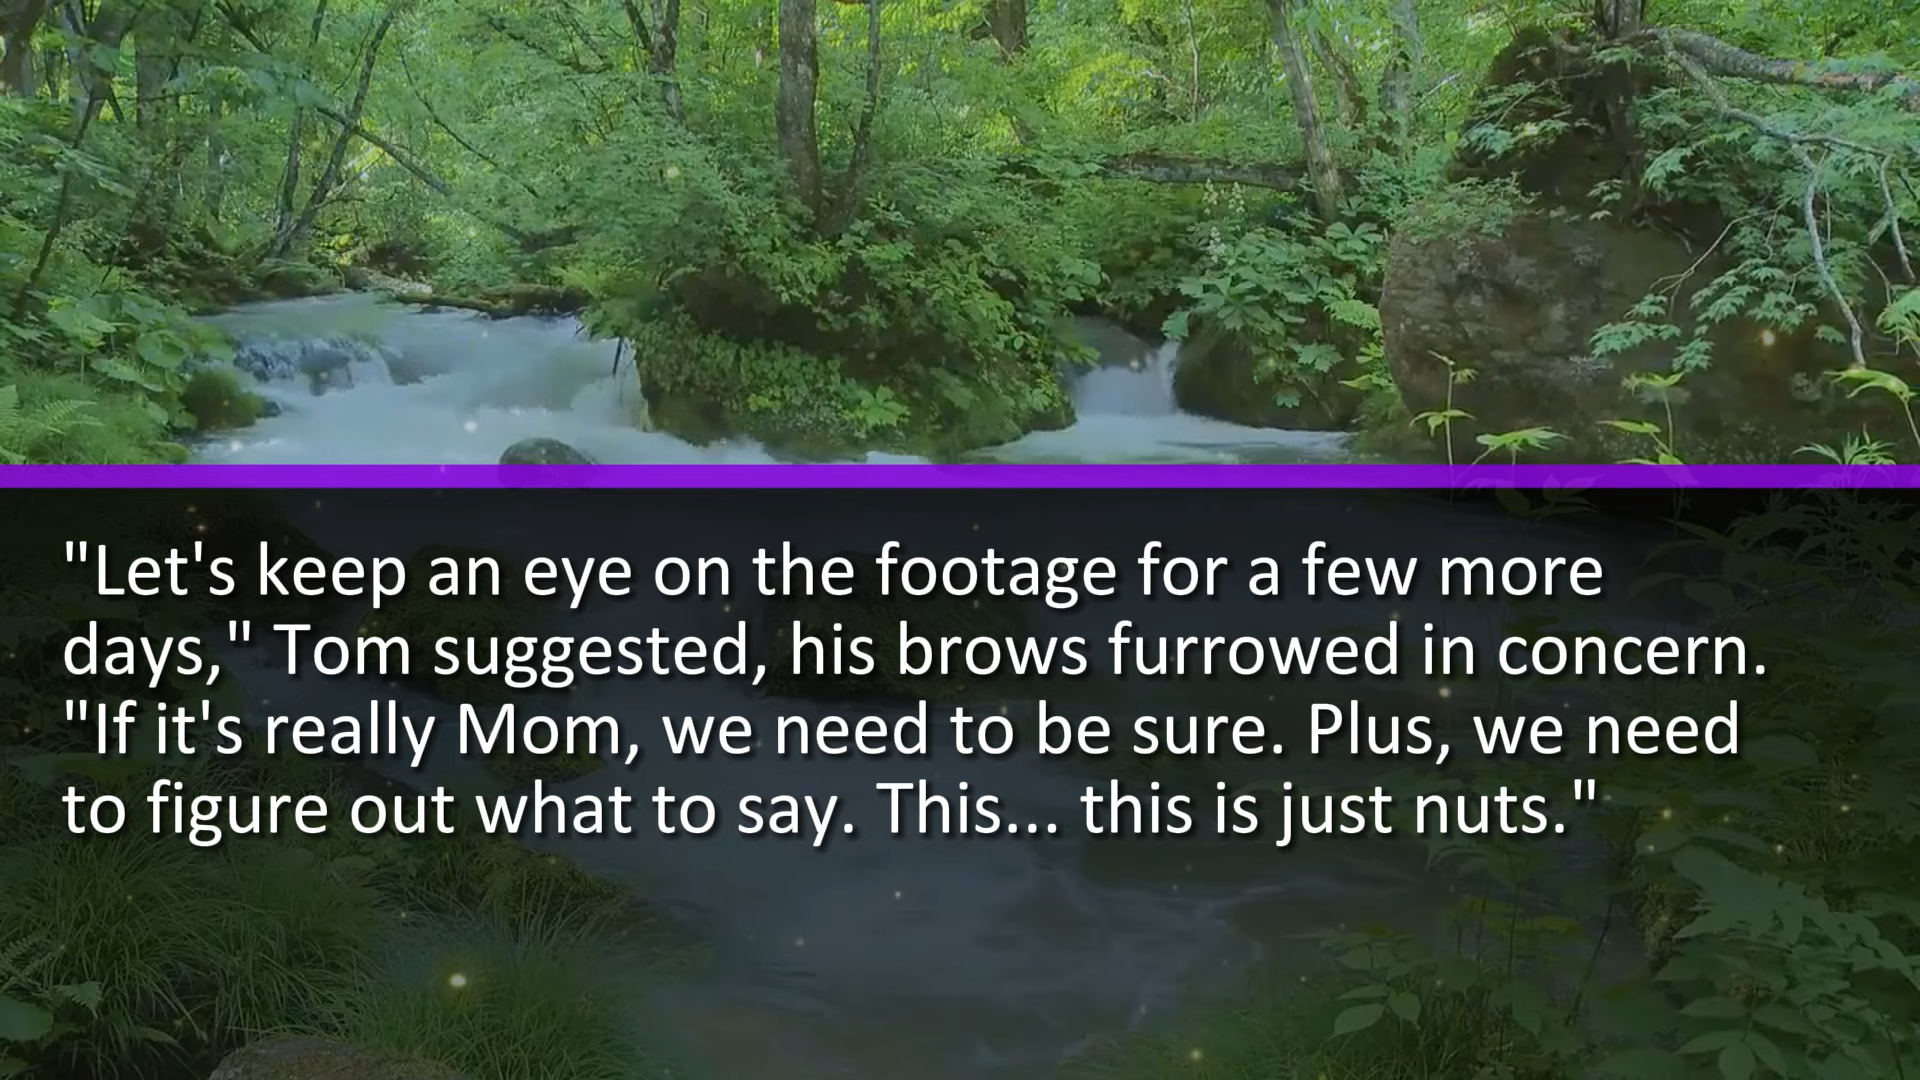 "Let's keep an eye on the footage for a few more
days," Tom suggested, his brows furrowed in concern.
"If it's really Mom, we need to be sure. Plus, we need
to figure out what to say. This... this is just nuts."